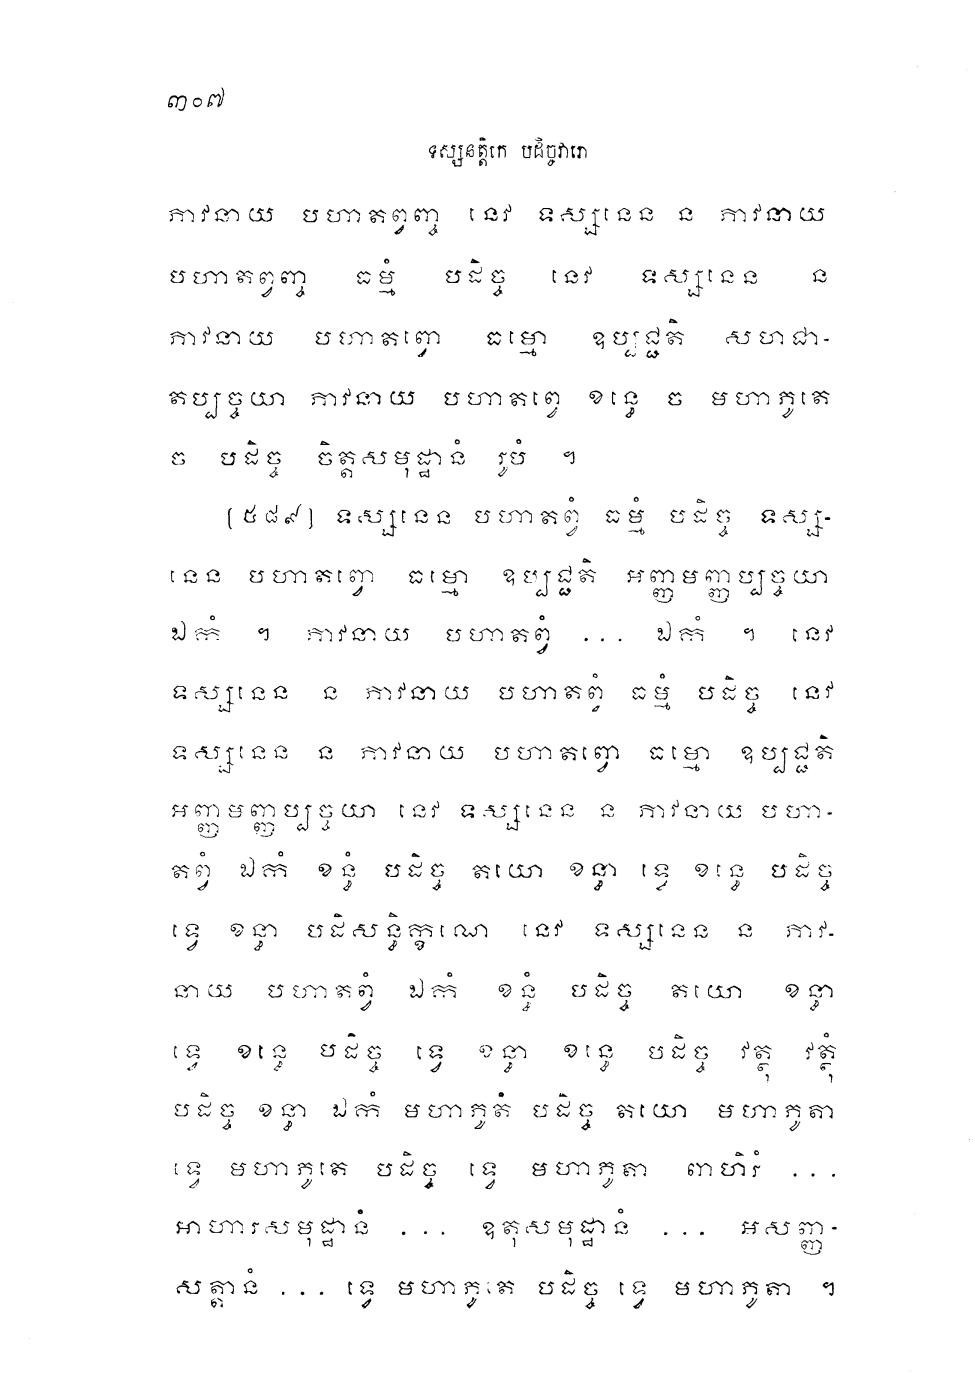 ៣០៧
ទស្សនត្តិកេ បដិច្ចវារោ
ភាវនាយ បហាតព្វញ្ច នេវ ទស្សនេន ន ភាវនាយ
បហាតព្វញ្ច ធម្មំ បដិច្ច នេវ ទស្សនេន ន
ភាវនាយ បហាតព្វោ ធម្មោ ឧប្បជ្ជតិ សហជា-
តប្បច្ចយា ភាវនាយ បហាតព្វេ ខន្ធេ ច មហាភូតេ
ច បដិច្ច ចិត្តសមុដ្ឋានំ រូបំ ។
(៥៨៩) ទស្សនេន បហាតព្វំ ធម្មំ បដិច្ច ទស្ស-
នេន បហាតព្វោ ធម្មោ ឧប្បជ្ជតិ អញ្ញមញ្ញប្បច្ចយា
ឯកំ ។ ភាវនាយ បហាតព្វំ ... ឯកំ ។ នេវ
ទស្សនេន ន ភាវនាយ បហាតព្វំ ធម្មំ បដិច្ច នេវ
ទស្សនេន ន ភាវនាយ បហាតព្វោ ធម្មោ ឧប្បជ្ជតិ
អញ្ញមញ្ញប្បច្ចយា នេវ ទស្សនេន ន ភាវនាយ បហា-
តព្វំ ឯកំ ខន្ធំ បដិច្ច តយោ ខន្ធា ទ្វេ ខន្ធេ បដិច្ច
ទ្វេ ខន្ធា បដិសន្ធិក្ខណេ នេវ ទស្សនេន ន ភាវ-
នាយ បហាតព្វំ ឯកំ ខន្ធំ បដិច្ច តយោ ខន្ធា
ទ្វេ ខន្ធេ បដិច្ច ទ្វេ ខន្ធា ខន្ធេ បដិច្ច វត្ថុ វត្ថុំ
បដិច្ច ខន្ធា ឯកំ មហាភូតំ បដិច្ច តយោ មហាភូតា
ទ្វេ មហាភូតេ បដិច្ច ទ្វេ មហាភូតា ពាហិរំ ...
អាហារសមុដ្ឋានំ ... ឧតុសមុដ្ឋានំ ... អសញ្ញ-
សត្តានំ ... ទ្វេ មហាភូតេ បដិច្ច ទ្វេ មហាភូតា ។